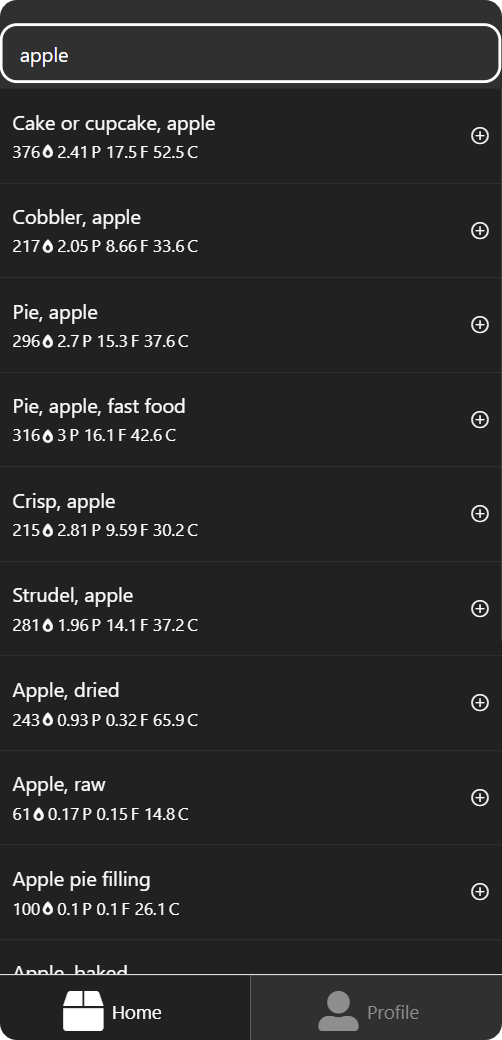 apple
Cake or cupcake, apple
376 2.41 P 17.5 F 52.5 C
Cobbler, apple
217 2.05 P 8.66 F 33.6 C
Pie, apple
296 2.7 P 15.3 F 37.6 C
Pie, apple, fast food
316 3 P 16.1 F 42.6 C
Crisp, apple
215 2.81 P 9.59 F 30.2 C
Strudel, apple
281 1.96 P 14.1 F 37.2 C
Apple, dried
243 0.93 P 0.32 F 65.9 C
Apple, raw
61 0.17 P 0.15 F 14.8 C
Apple pie filling
100 0.1 P 0.1 F 26.1 C
Apple, baked
Home
Profile